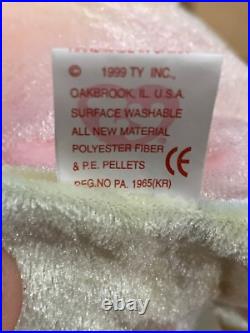 © 1999 TY INC.,
OAKBROOK, IL U.S.A.
SURFACE WASHABLE
ALL NEW MATERIAL
POLYESTER FIBER
& P.E. PELLETS CE
REG.NO PA. 1965(KR)